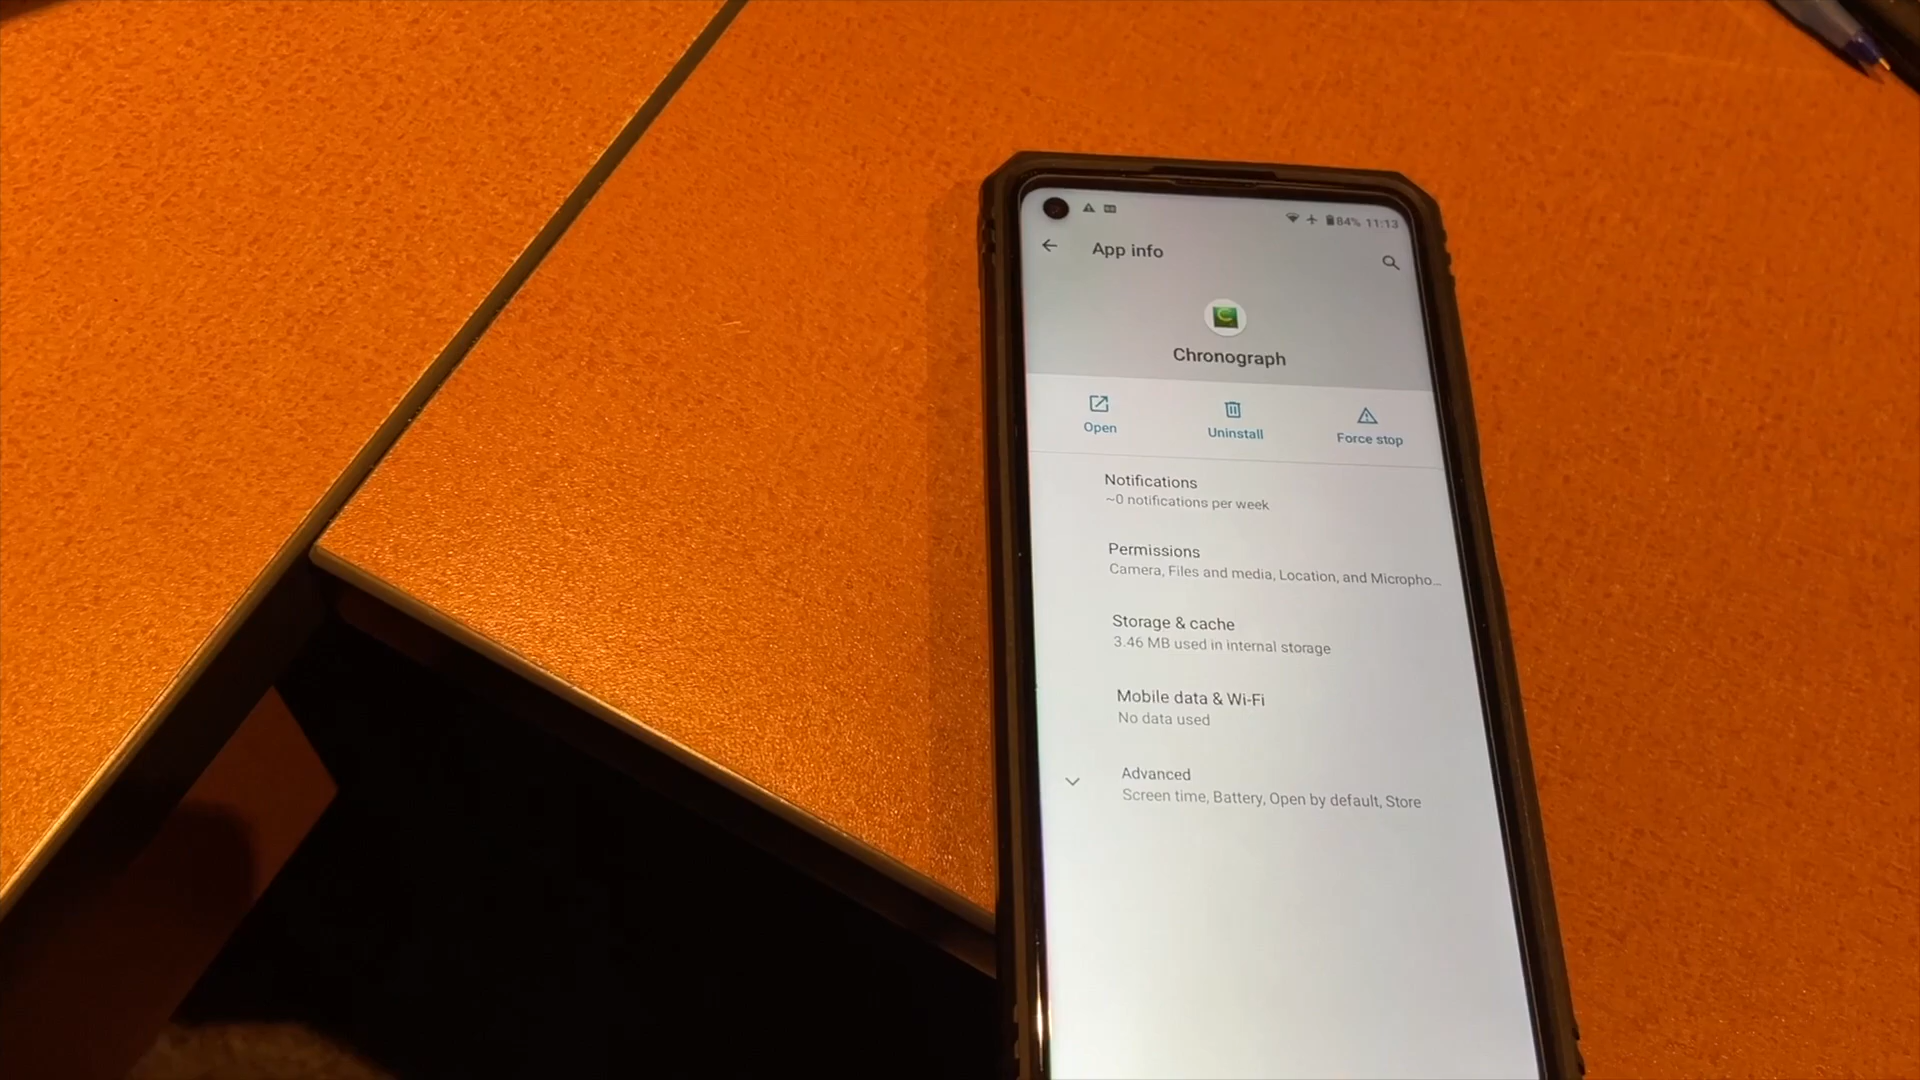 84% 11:13
App info
Chronograph
Open
Uninstall
Force stop
Notifications
~0 notifications per week
Permissions
Camera, Files and media, Location, and Micropho...
Storage & cache
3.46 MB used in internal storage
Mobile data & Wi-Fi
No data used
Advanced
Screen time, Battery, Open by default, Store